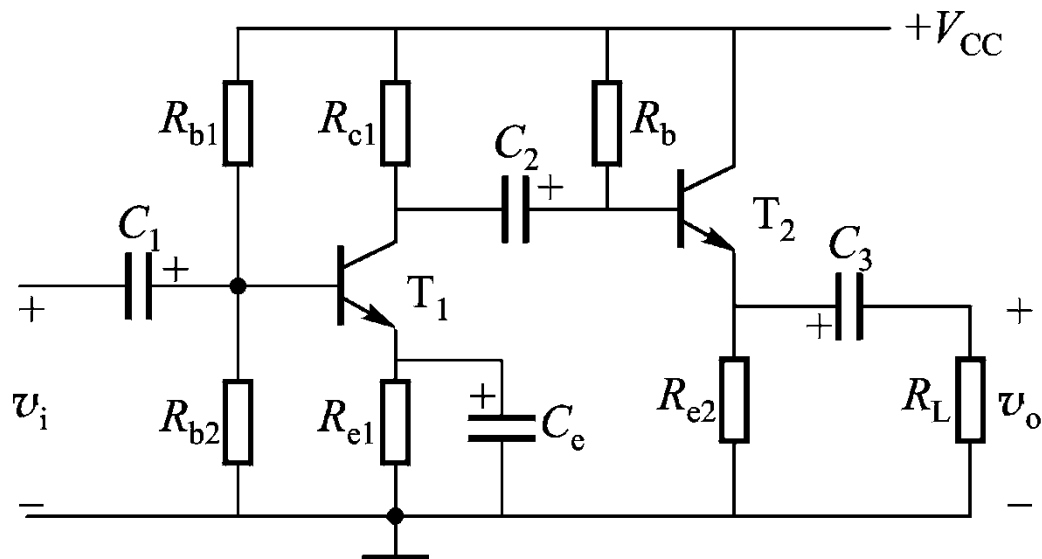 +V_CC
R_b1
R_c1
R_b
C_2
+
T_2
C_1
+
T_1
C_3
+
+
+
v_i
R_b2
R_e1
+
C_e
R_e2
R_L
v_o
−
−